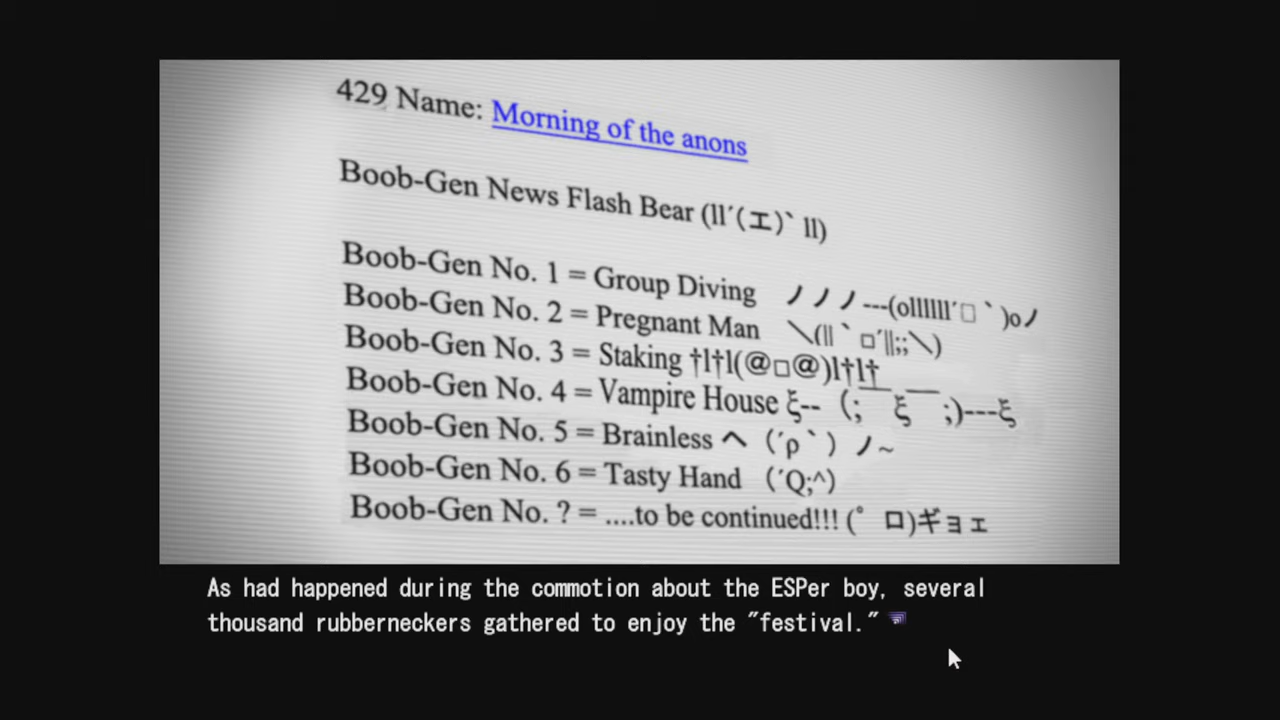 429 Name: Morning of the anons
Boob-Gen News Flash Bear (ll´(エ)` ll)
Boob-Gen No. 1 = Group Diving ノノノ---(olllllll´□｀)oノ
Boob-Gen No. 2 = Pregnant Man ＼(||｀□´||;;＼)
Boob-Gen No. 3 = Staking †l†l(@□@)l†l†
Boob-Gen No. 4 = Vampire House ξ--（;￣ξ￣;)---ξ
Boob-Gen No. 5 = Brainless へ（´ρ｀）ノ~
Boob-Gen No. 6 = Tasty Hand（´Q;^)
Boob-Gen No. ? = ....to be continued!!! (ﾟロ)ギョェ
As had happened during the commotion about the ESPer boy, several
thousand rubberneckers gathered to enjoy the "festival."